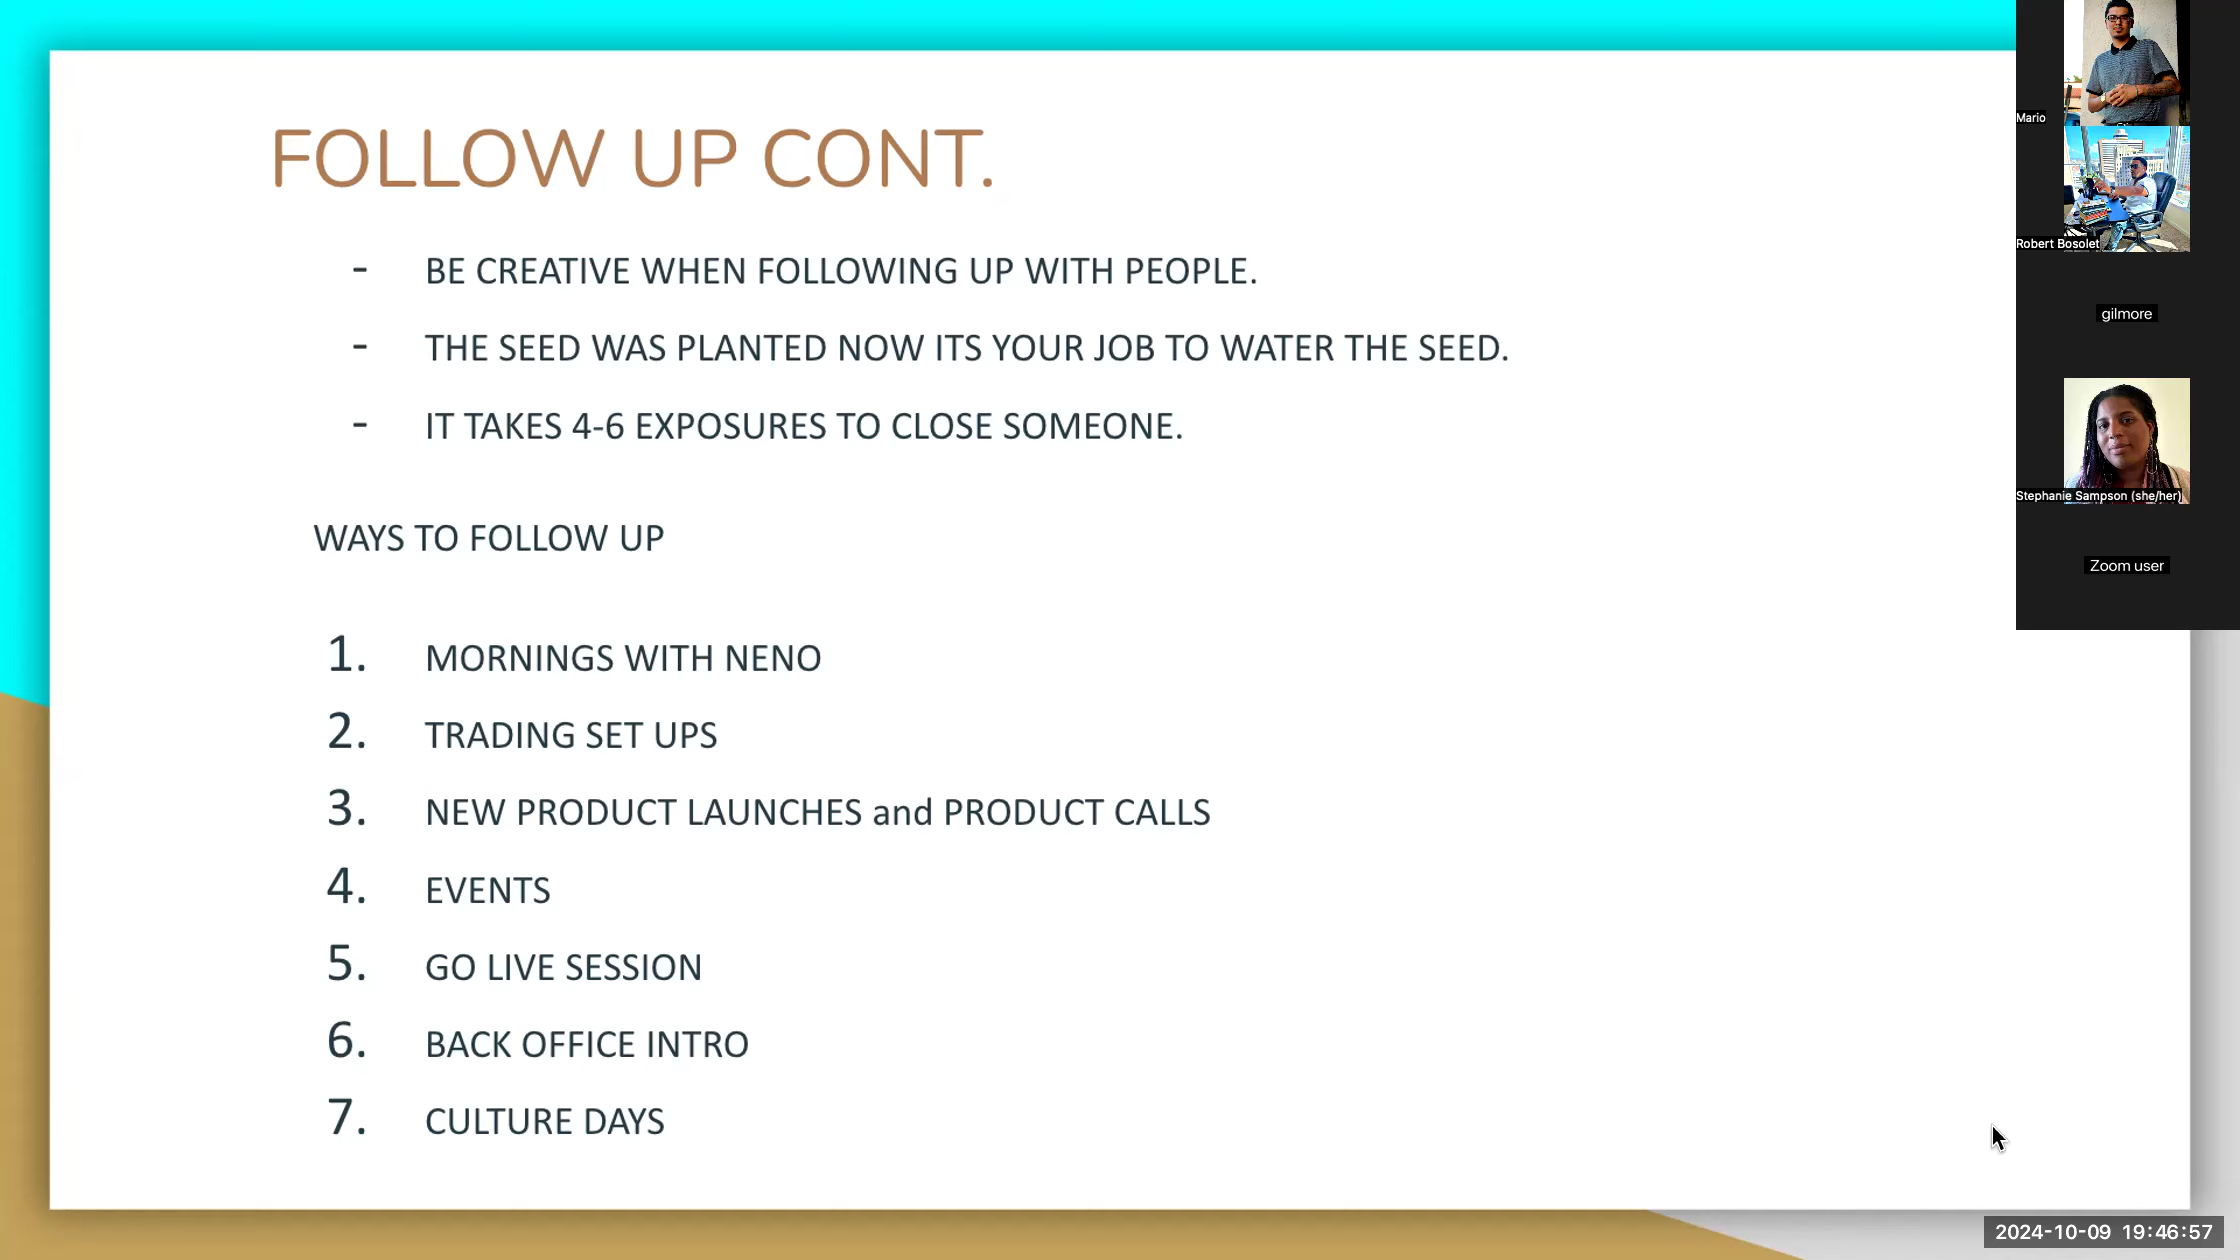 FOLLOW UP CONT.
- BE CREATIVE WHEN FOLLOWING UP WITH PEOPLE.
- THE SEED WAS PLANTED NOW ITS YOUR JOB TO WATER THE SEED.
- IT TAKES 4-6 EXPOSURES TO CLOSE SOMEONE.
WAYS TO FOLLOW UP
1. MORNINGS WITH NENO
2. TRADING SET UPS
3. NEW PRODUCT LAUNCHES and PRODUCT CALLS
4. EVENTS
5. GO LIVE SESSION
6. BACK OFFICE INTRO
7. CULTURE DAYS
Mario
Robert Bosolet
gilmore
Stephanie Sampson (she/her)
Zoom user
2024-10-09 19:46:57